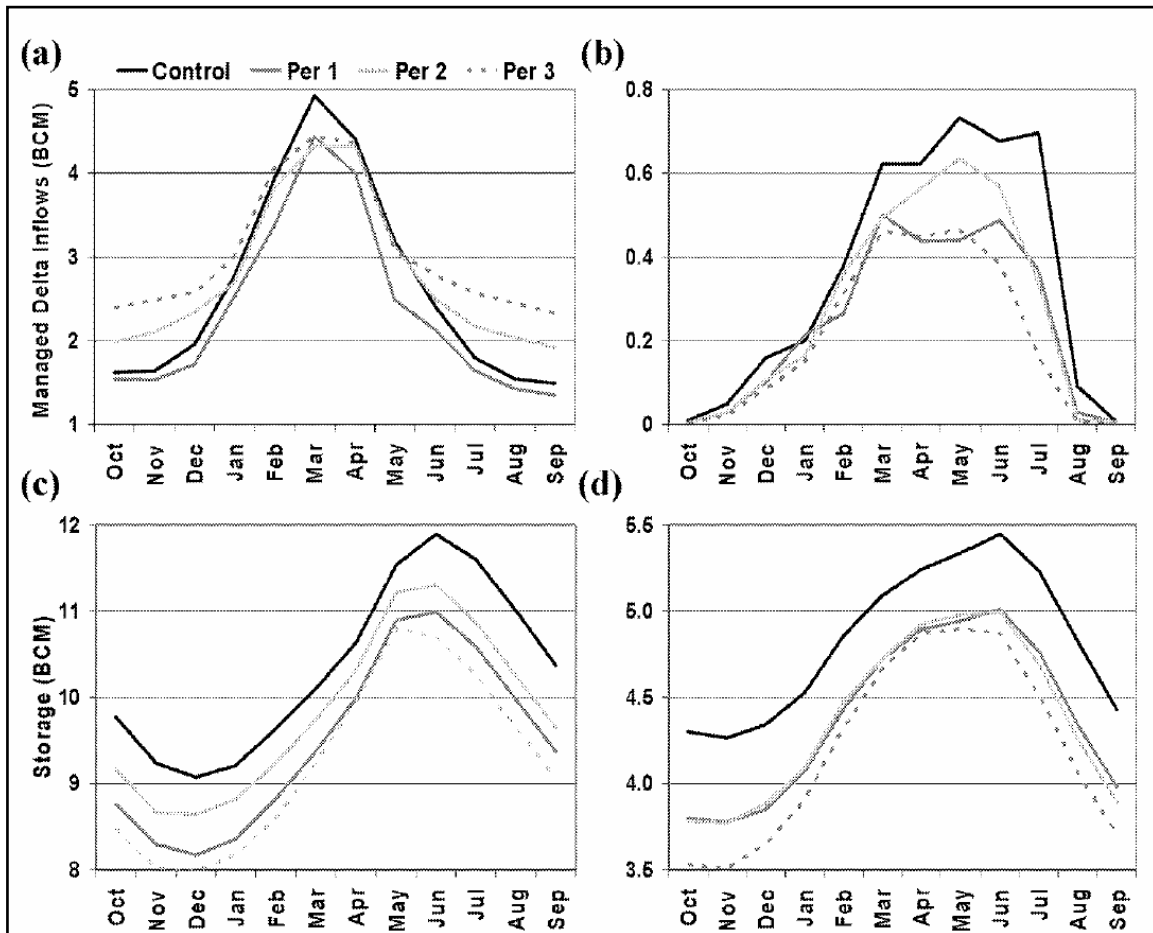 (a)
Control Per 1 Per 2 Per 3
Managed Delta Inflows (BCM)
5
4
3
2
1
Oct Nov Dec Jan Feb Mar Apr May Jun Jul Aug Sep
(b)
0.8
0.6
0.4
0.2
0
Oct Nov Dec Jan Feb Mar Apr May Jun Jul Aug Sep
(c)
Storage (BCM)
12
11
10
9
8
Oct Nov Dec Jan Feb Mar Apr May Jun Jul Aug Sep
(d)
5.5
5.0
4.5
4.0
3.5
Oct Nov Dec Jan Feb Mar Apr May Jun Jul Aug Sep